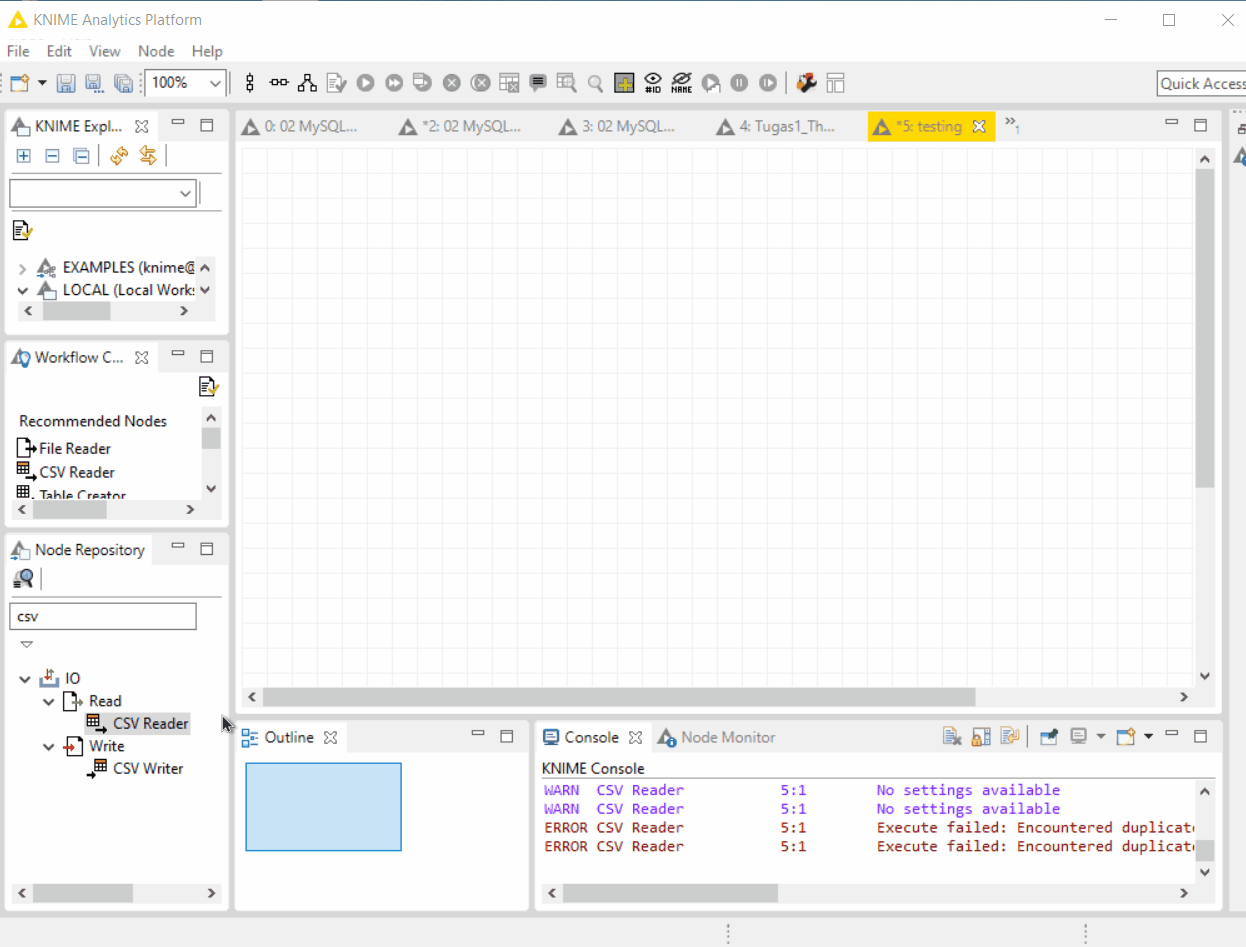 KNIME Analytics Platform
File Edit View Node Help
100% #ID NAME Quick Access
KNIME Expl...
0: 02 MySQL... *2: 02 MySQL... 3: 02 MySQL... 4: Tugas1_Th... *5: testing »1
EXAMPLES (knime@
LOCAL (Local Works
Workflow C...
Recommended Nodes
File Reader
CSV Reader
Table Creator
Node Repository
csv
IO
Read
CSV Reader
Write
CSV Writer
Outline
Console Node Monitor
KNIME Console
WARN CSV Reader 5:1 No settings available
WARN CSV Reader 5:1 No settings available
ERROR CSV Reader 5:1 Execute failed: Encountered duplicate
ERROR CSV Reader 5:1 Execute failed: Encountered duplicate